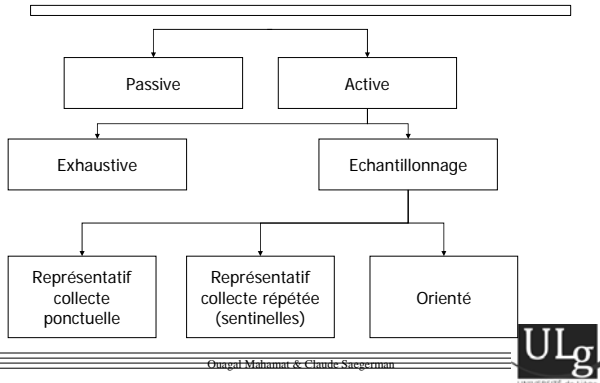 Passive
Active
Exhaustive
Echantillonnage
Représentatif
collecte
ponctuelle
Représentatif
collecte répétée
(sentinelles)
Orienté
Ouagal Mahamat & Claude Saegerman
ULg